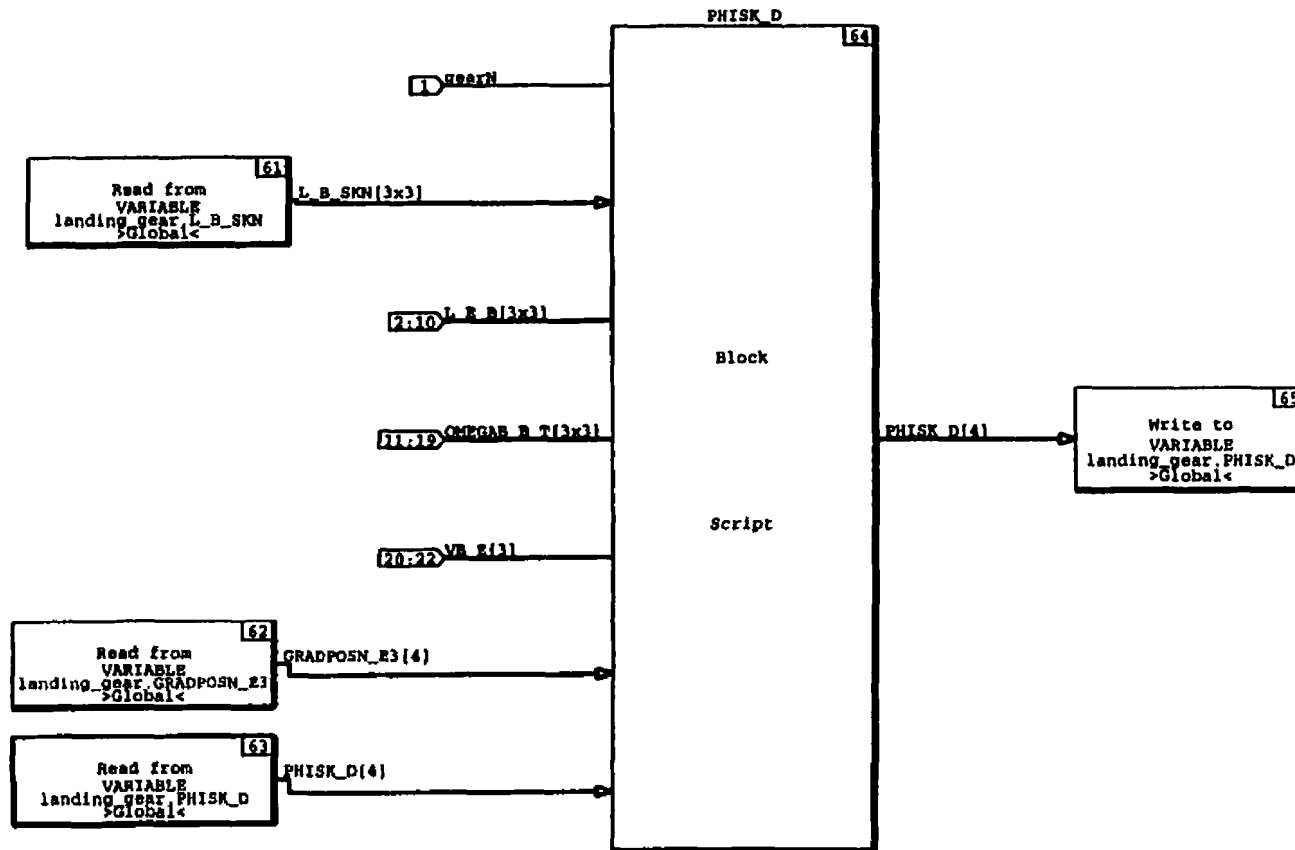 PHISK_D
64
1 gearN
61
Read from
VARIABLE
landing_gear.L_B_SKN
>Global<
L_B_SKN[3x3]
2:10 L_E_B[3x3]
Block
11:19 OMEGAB_B_T[3x3]
PHISK_D[4]
65
Write to
VARIABLE
landing_gear.PHISK_D
>Global<
Script
20:22 VB_E[3]
62
Read from
VARIABLE
landing_gear.GRADPOSN_E3
>Global<
GRADPOSN_E3[4]
63
Read from
VARIABLE
landing_gear.PHISK_D
>Global<
PHISK_D[4]